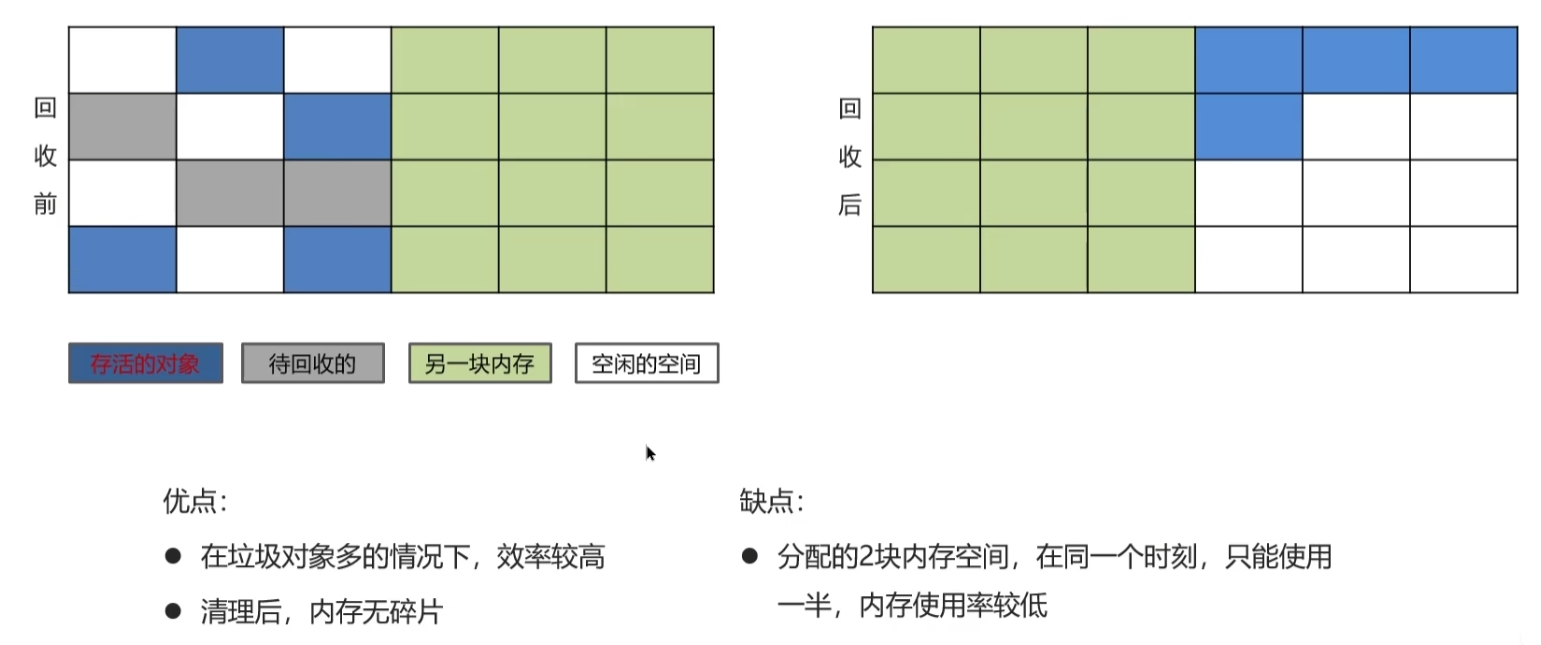 回收前
回收后
存活的对象
待回收的
另一块内存
空闲的空间
优点：
● 在垃圾对象多的情况下，效率较高
● 清理后，内存无碎片
缺点：
● 分配的2块内存空间，在同一个时刻，只能使用
一半，内存使用率较低